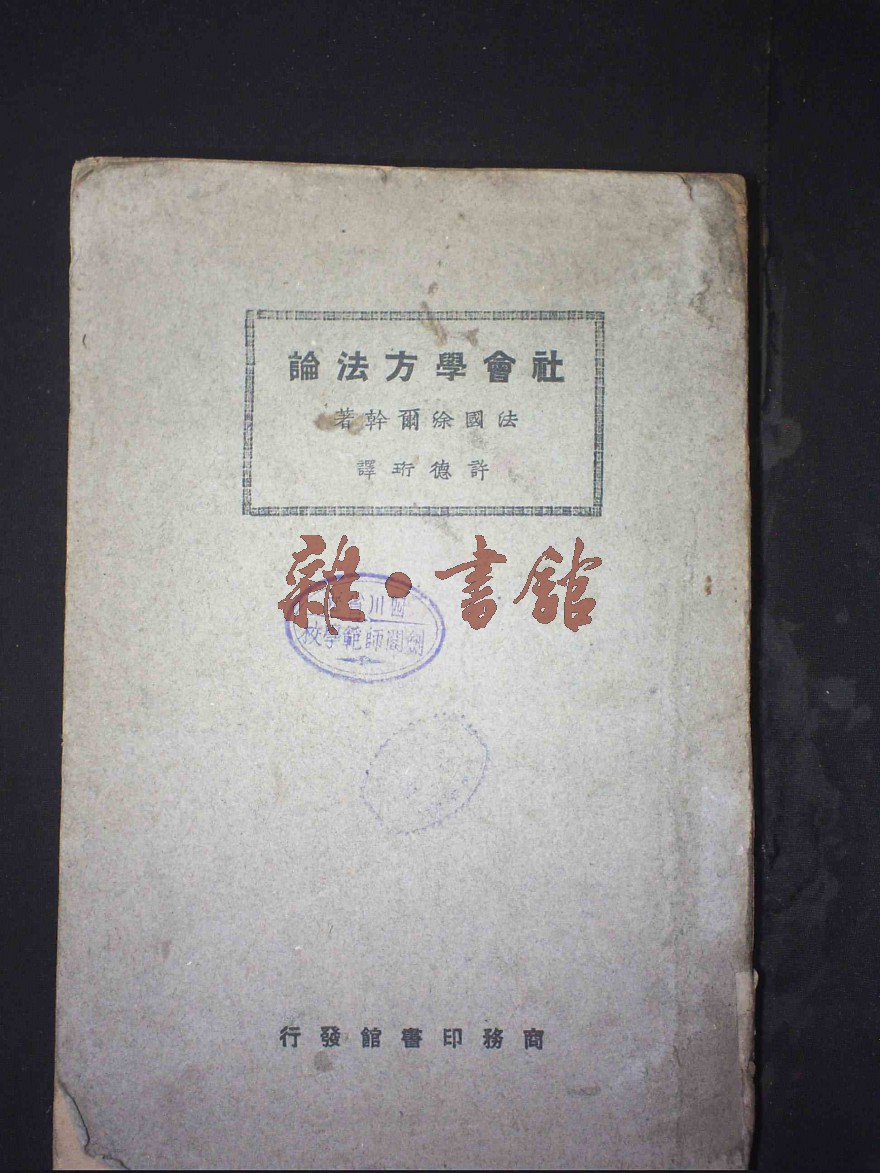 社會學方法論
法國涂爾幹著
許德珩譯
雜·書館
四川省
劍閣師範學校
商務印書館發行